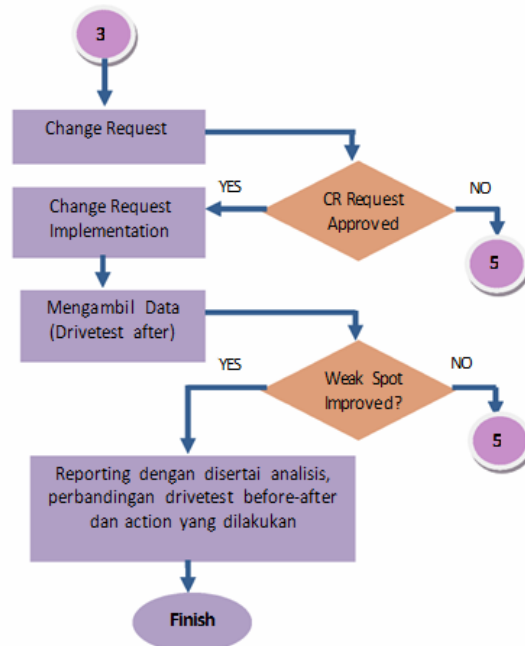 3
Change Request
YES
NO
CR Request
Approved
Change Request
Implementation
5
Mengambil Data
(Drivetest after)
YES
NO
Weak Spot
Improved?
5
Reporting dengan disertai analisis,
perbandingan drivetest before-after
dan action yang dilakukan
Finish